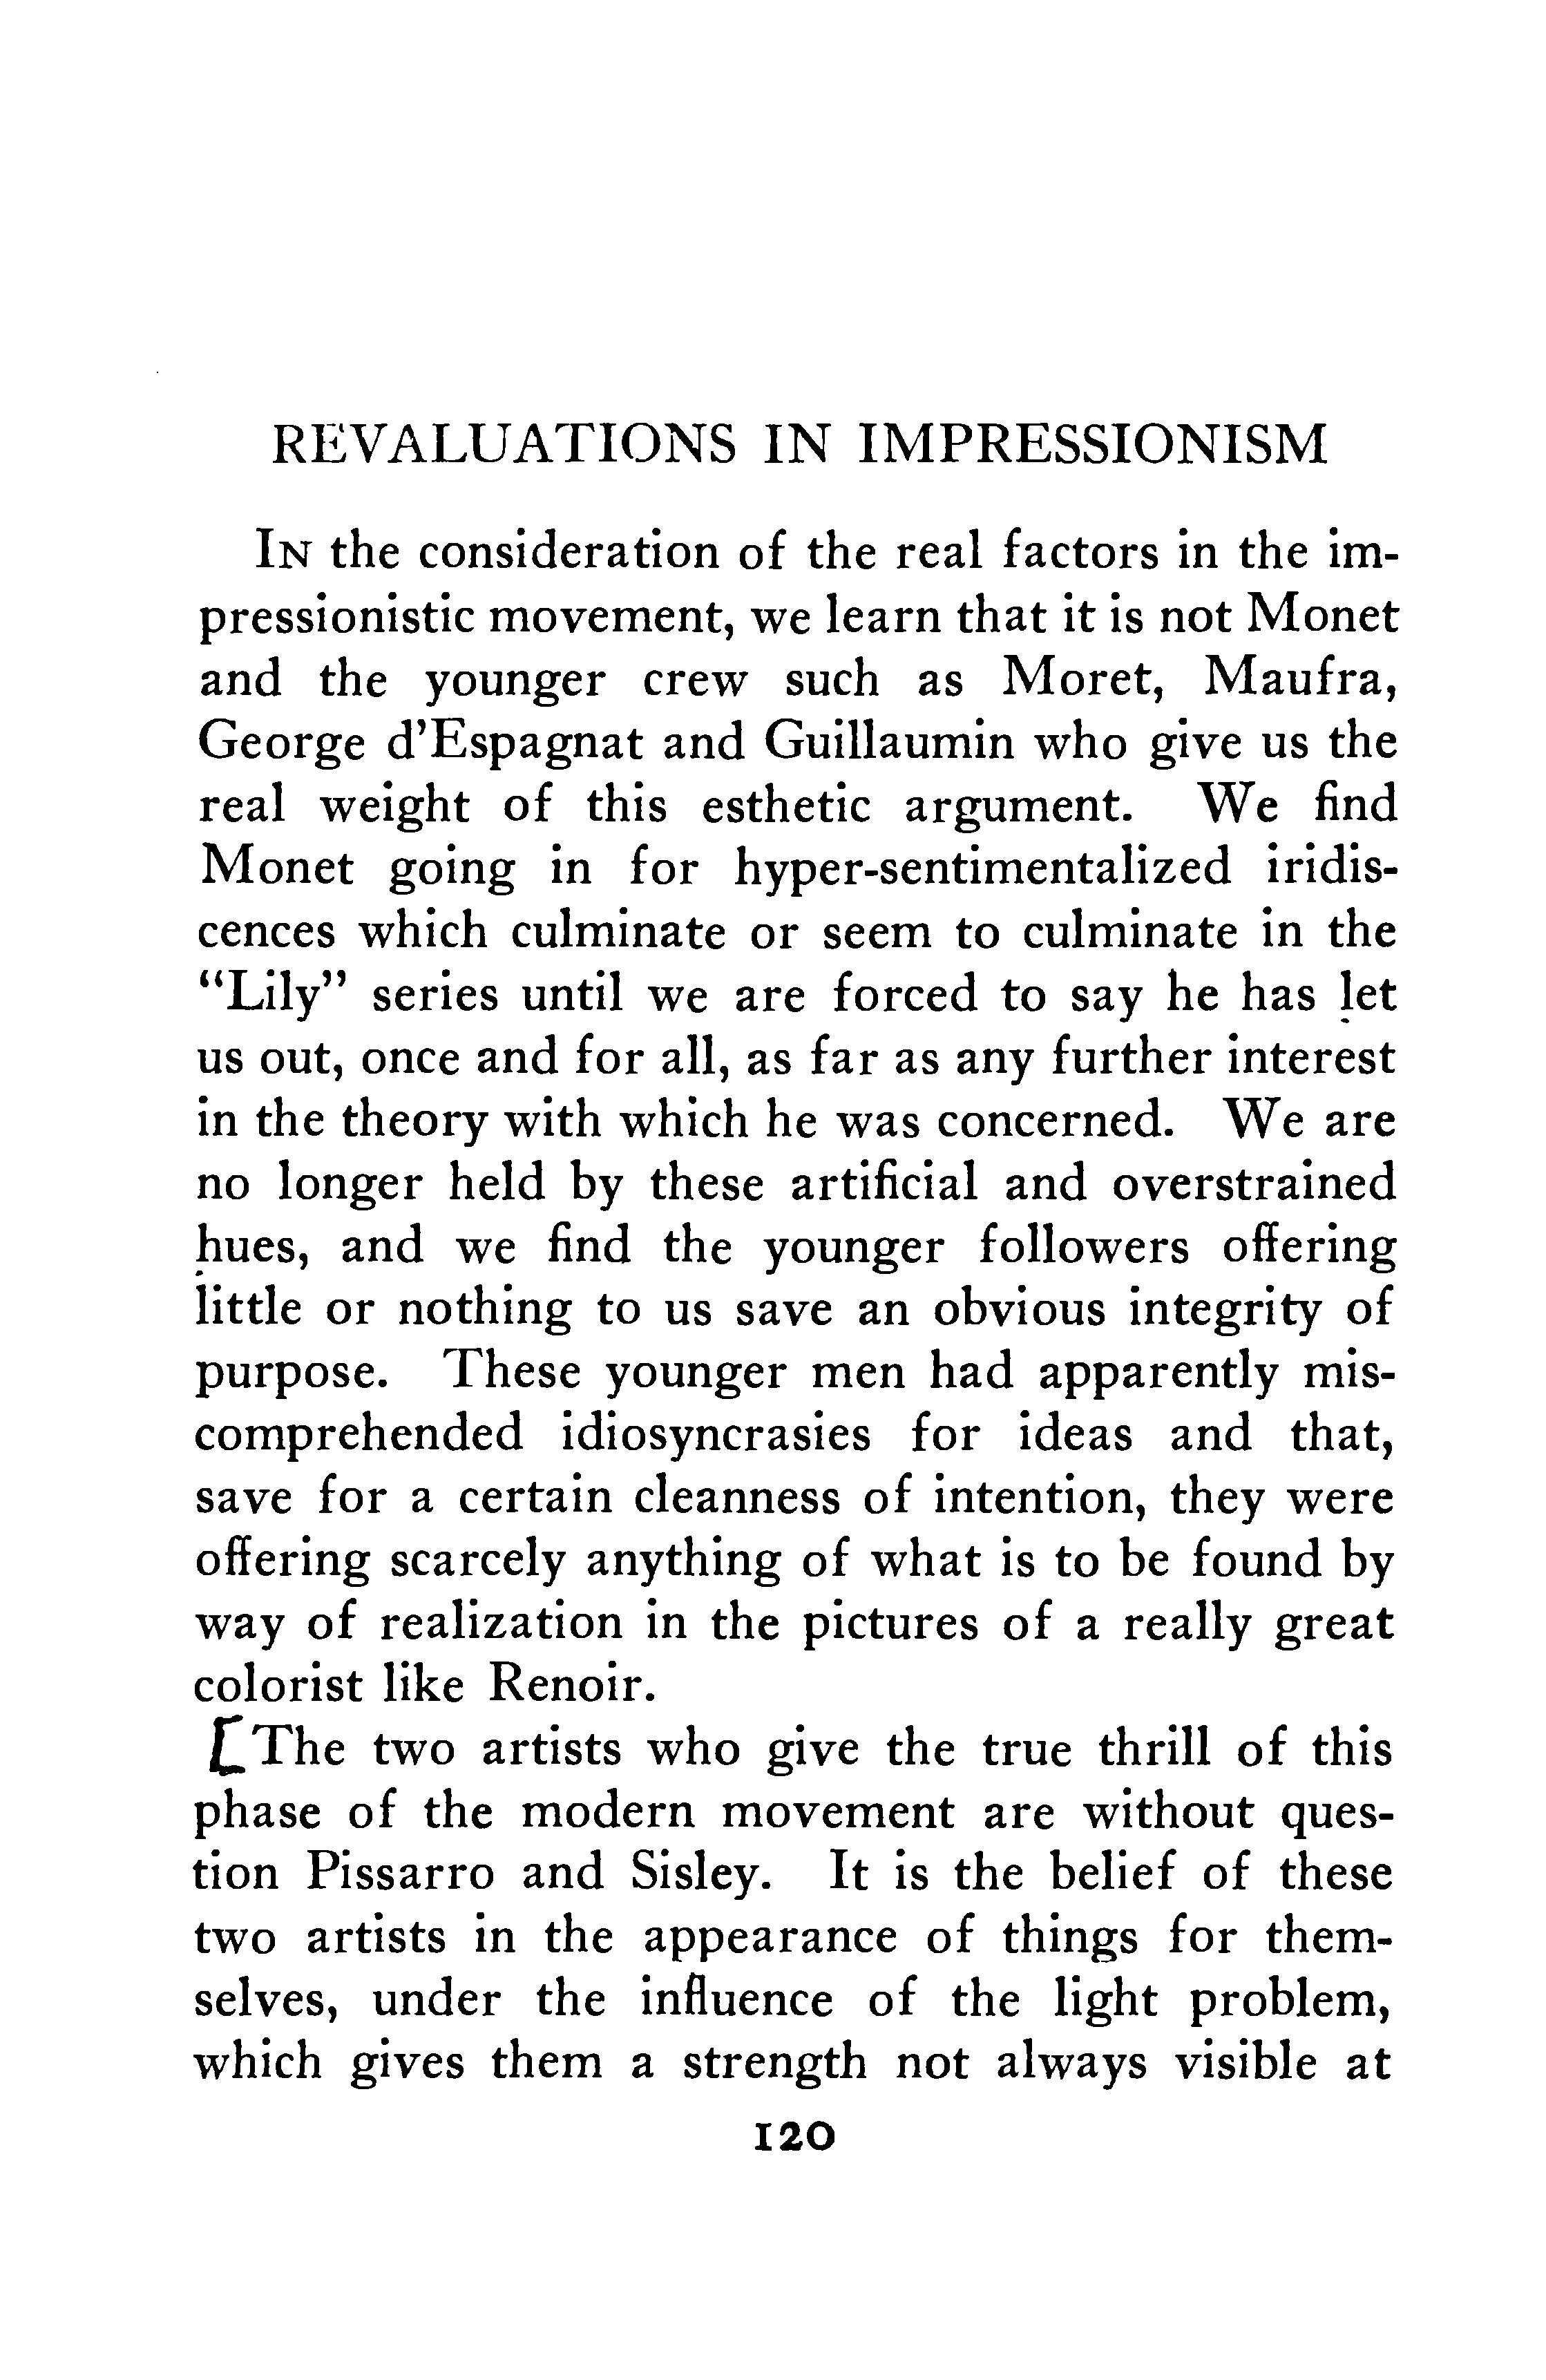 REVALUATIONS IN IMPRESSIONISM
In the consideration of the real factors in the im-
pressionistic movement, we learn that it is not Monet
and the younger crew such as Moret, Maufra,
George d'Espagnat and Guillaumin who give us the
real weight of this esthetic argument. We find
Monet going in for hyper-sentimentalized iridis-
cences which culminate or seem to culminate in the
“Lily” series until we are forced to say he has let
us out, once and for all, as far as any further interest
in the theory with which he was concerned. We are
no longer held by these artificial and overstrained
hues, and we find the younger followers offering
little or nothing to us save an obvious integrity of
purpose. These younger men had apparently mis-
comprehended idiosyncrasies for ideas and that,
save for a certain cleanness of intention, they were
offering scarcely anything of what is to be found by
way of realization in the pictures of a really great
colorist like Renoir.
[The two artists who give the true thrill of this
phase of the modern movement are without ques-
tion Pissarro and Sisley. It is the belief of these
two artists in the appearance of things for them-
selves, under the influence of the light problem,
which gives them a strength not always visible at
120